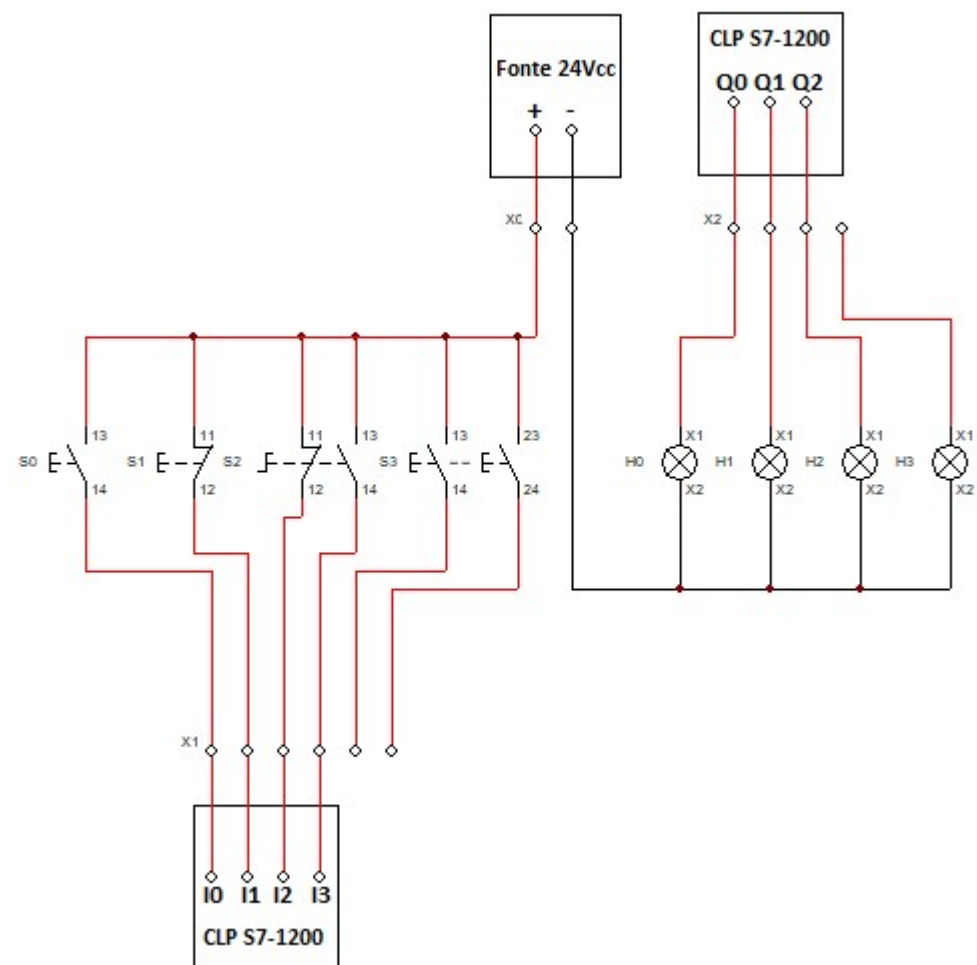 CLP S7-1200
Q0 Q1 Q2
Fonte 24Vcc
+ -
XC
X2
13 11 11 13 13 23
S0 S1 S2 S3
14 12 12 14 14 24
X1 X1 X1 X1
H0 H1 H2 H3
X2 X2 X2 X2
X1
I0 I1 I2 I3
CLP S7-1200